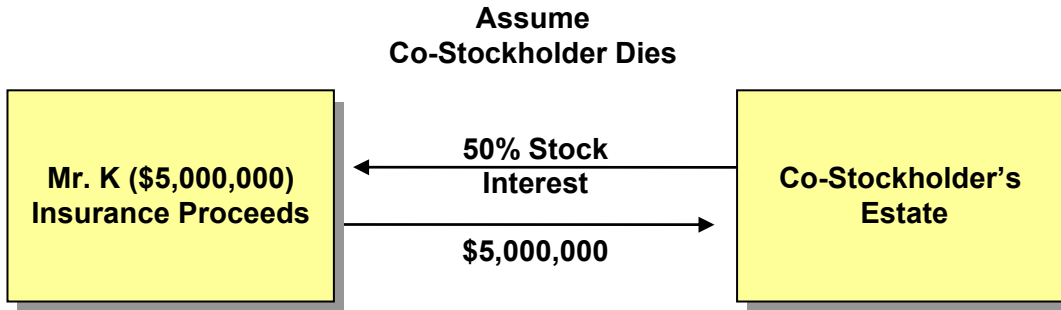 Assume
Co-Stockholder Dies
Mr. K ($5,000,000)
Insurance Proceeds
50% Stock
Interest
$5,000,000
Co-Stockholder's
Estate